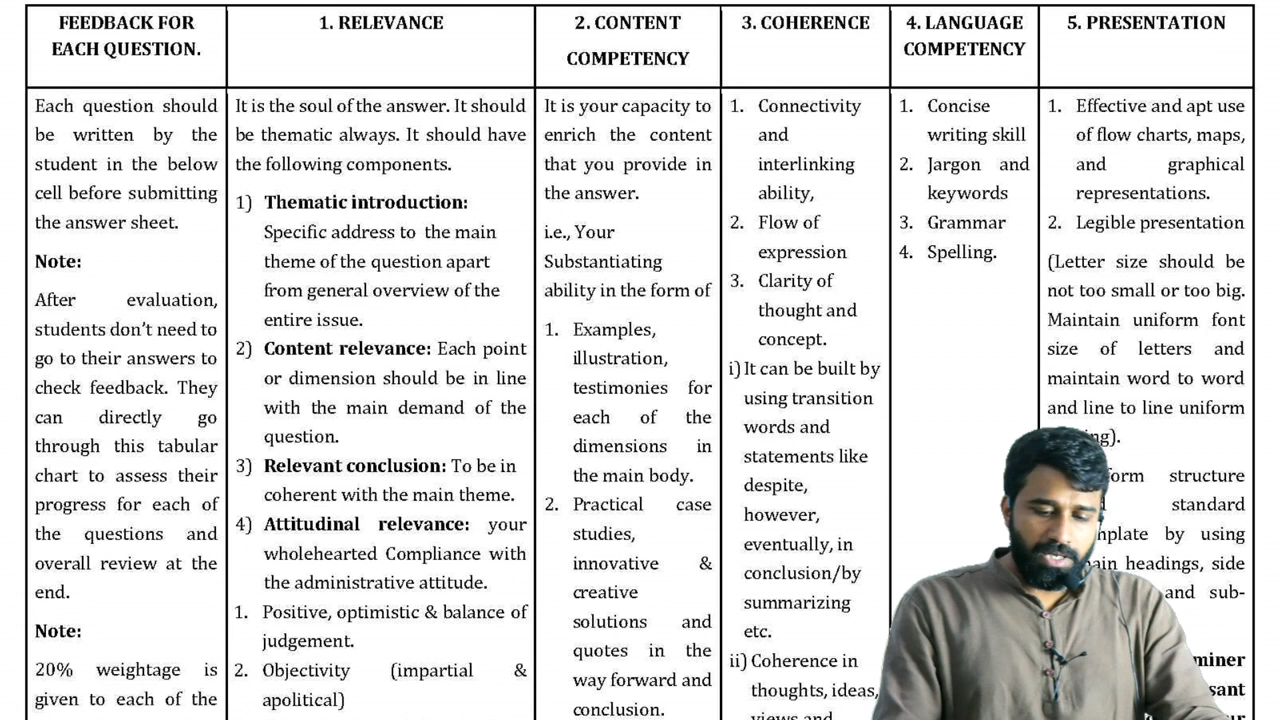 FEEDBACK FOR
EACH QUESTION.
1. RELEVANCE
2. CONTENT
COMPETENCY
3. COHERENCE
4. LANGUAGE
COMPETENCY
5. PRESENTATION
Each question should
be written by the
student in the below
cell before submitting
the answer sheet.
Note:
After evaluation,
students don’t need to
go to their answers to
check feedback. They
can directly go
through this tabular
chart to assess their
progress for each of
the questions and
overall review at the
end.
Note:
20% weightage is
given to each of the
It is the soul of the answer. It should
be thematic always. It should have
the following components.
1) Thematic introduction:
Specific address to the main
theme of the question apart
from general overview of the
entire issue.
2) Content relevance: Each point
or dimension should be in line
with the main demand of the
question.
3) Relevant conclusion: To be in
coherent with the main theme.
4) Attitudinal relevance: your
wholehearted Compliance with
the administrative attitude.
1. Positive, optimistic & balance of
judgement.
2. Objectivity (impartial &
apolitical)
It is your capacity to
enrich the content
that you provide in
the answer.
i.e., Your
Substantiating
ability in the form of
1. Examples,
illustration,
testimonies for
each of the
dimensions in
the main body.
2. Practical case
studies,
innovative &
creative
solutions and
quotes in the
way forward and
conclusion.
1. Connectivity
and
interlinking
ability,
2. Flow of
expression
3. Clarity of
thought and
concept.
i) It can be built by
using transition
words and
statements like
despite,
however,
eventually, in
conclusion/by
summarizing
etc.
ii) Coherence in
thoughts, ideas,
views and
1. Concise
writing skill
2. Jargon and
keywords
3. Grammar
4. Spelling.
1. Effective and apt use
of flow charts, maps,
and graphical
representations.
2. Legible presentation
(Letter size should be
not too small or too big.
Maintain uniform font
size of letters and
maintain word to word
and line to line uniform
structure
standard
by using
headings, side
and sub-